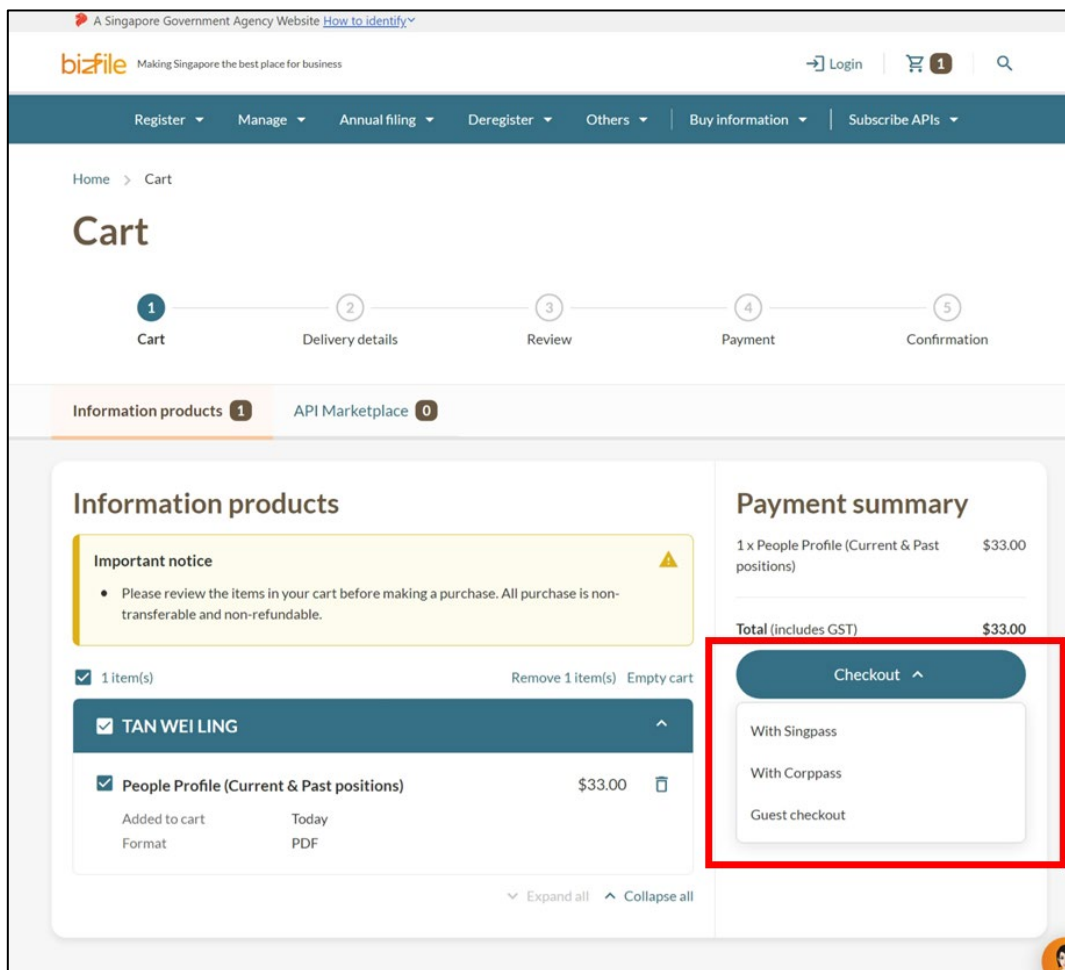 A Singapore Government Agency Website How to identify
bizfile Making Singapore the best place for business
Login 1
Register Manage Annual filing Deregister Others Buy information Subscribe APIs
Home > Cart
Cart
1 2 3 4 5
Cart Delivery details Review Payment Confirmation
Information products 1 API Marketplace 0
Information products
Important notice
• Please review the items in your cart before making a purchase. All purchase is non-
transferable and non-refundable.
1 item(s) Remove 1 item(s) Empty cart
TAN WEI LING
People Profile (Current & Past positions) $33.00
Added to cart Today
Format PDF
Expand all Collapse all
Payment summary
1 x People Profile (Current & Past $33.00
positions)
Total (includes GST) $33.00
Checkout
With Singpass
With Corppass
Guest checkout